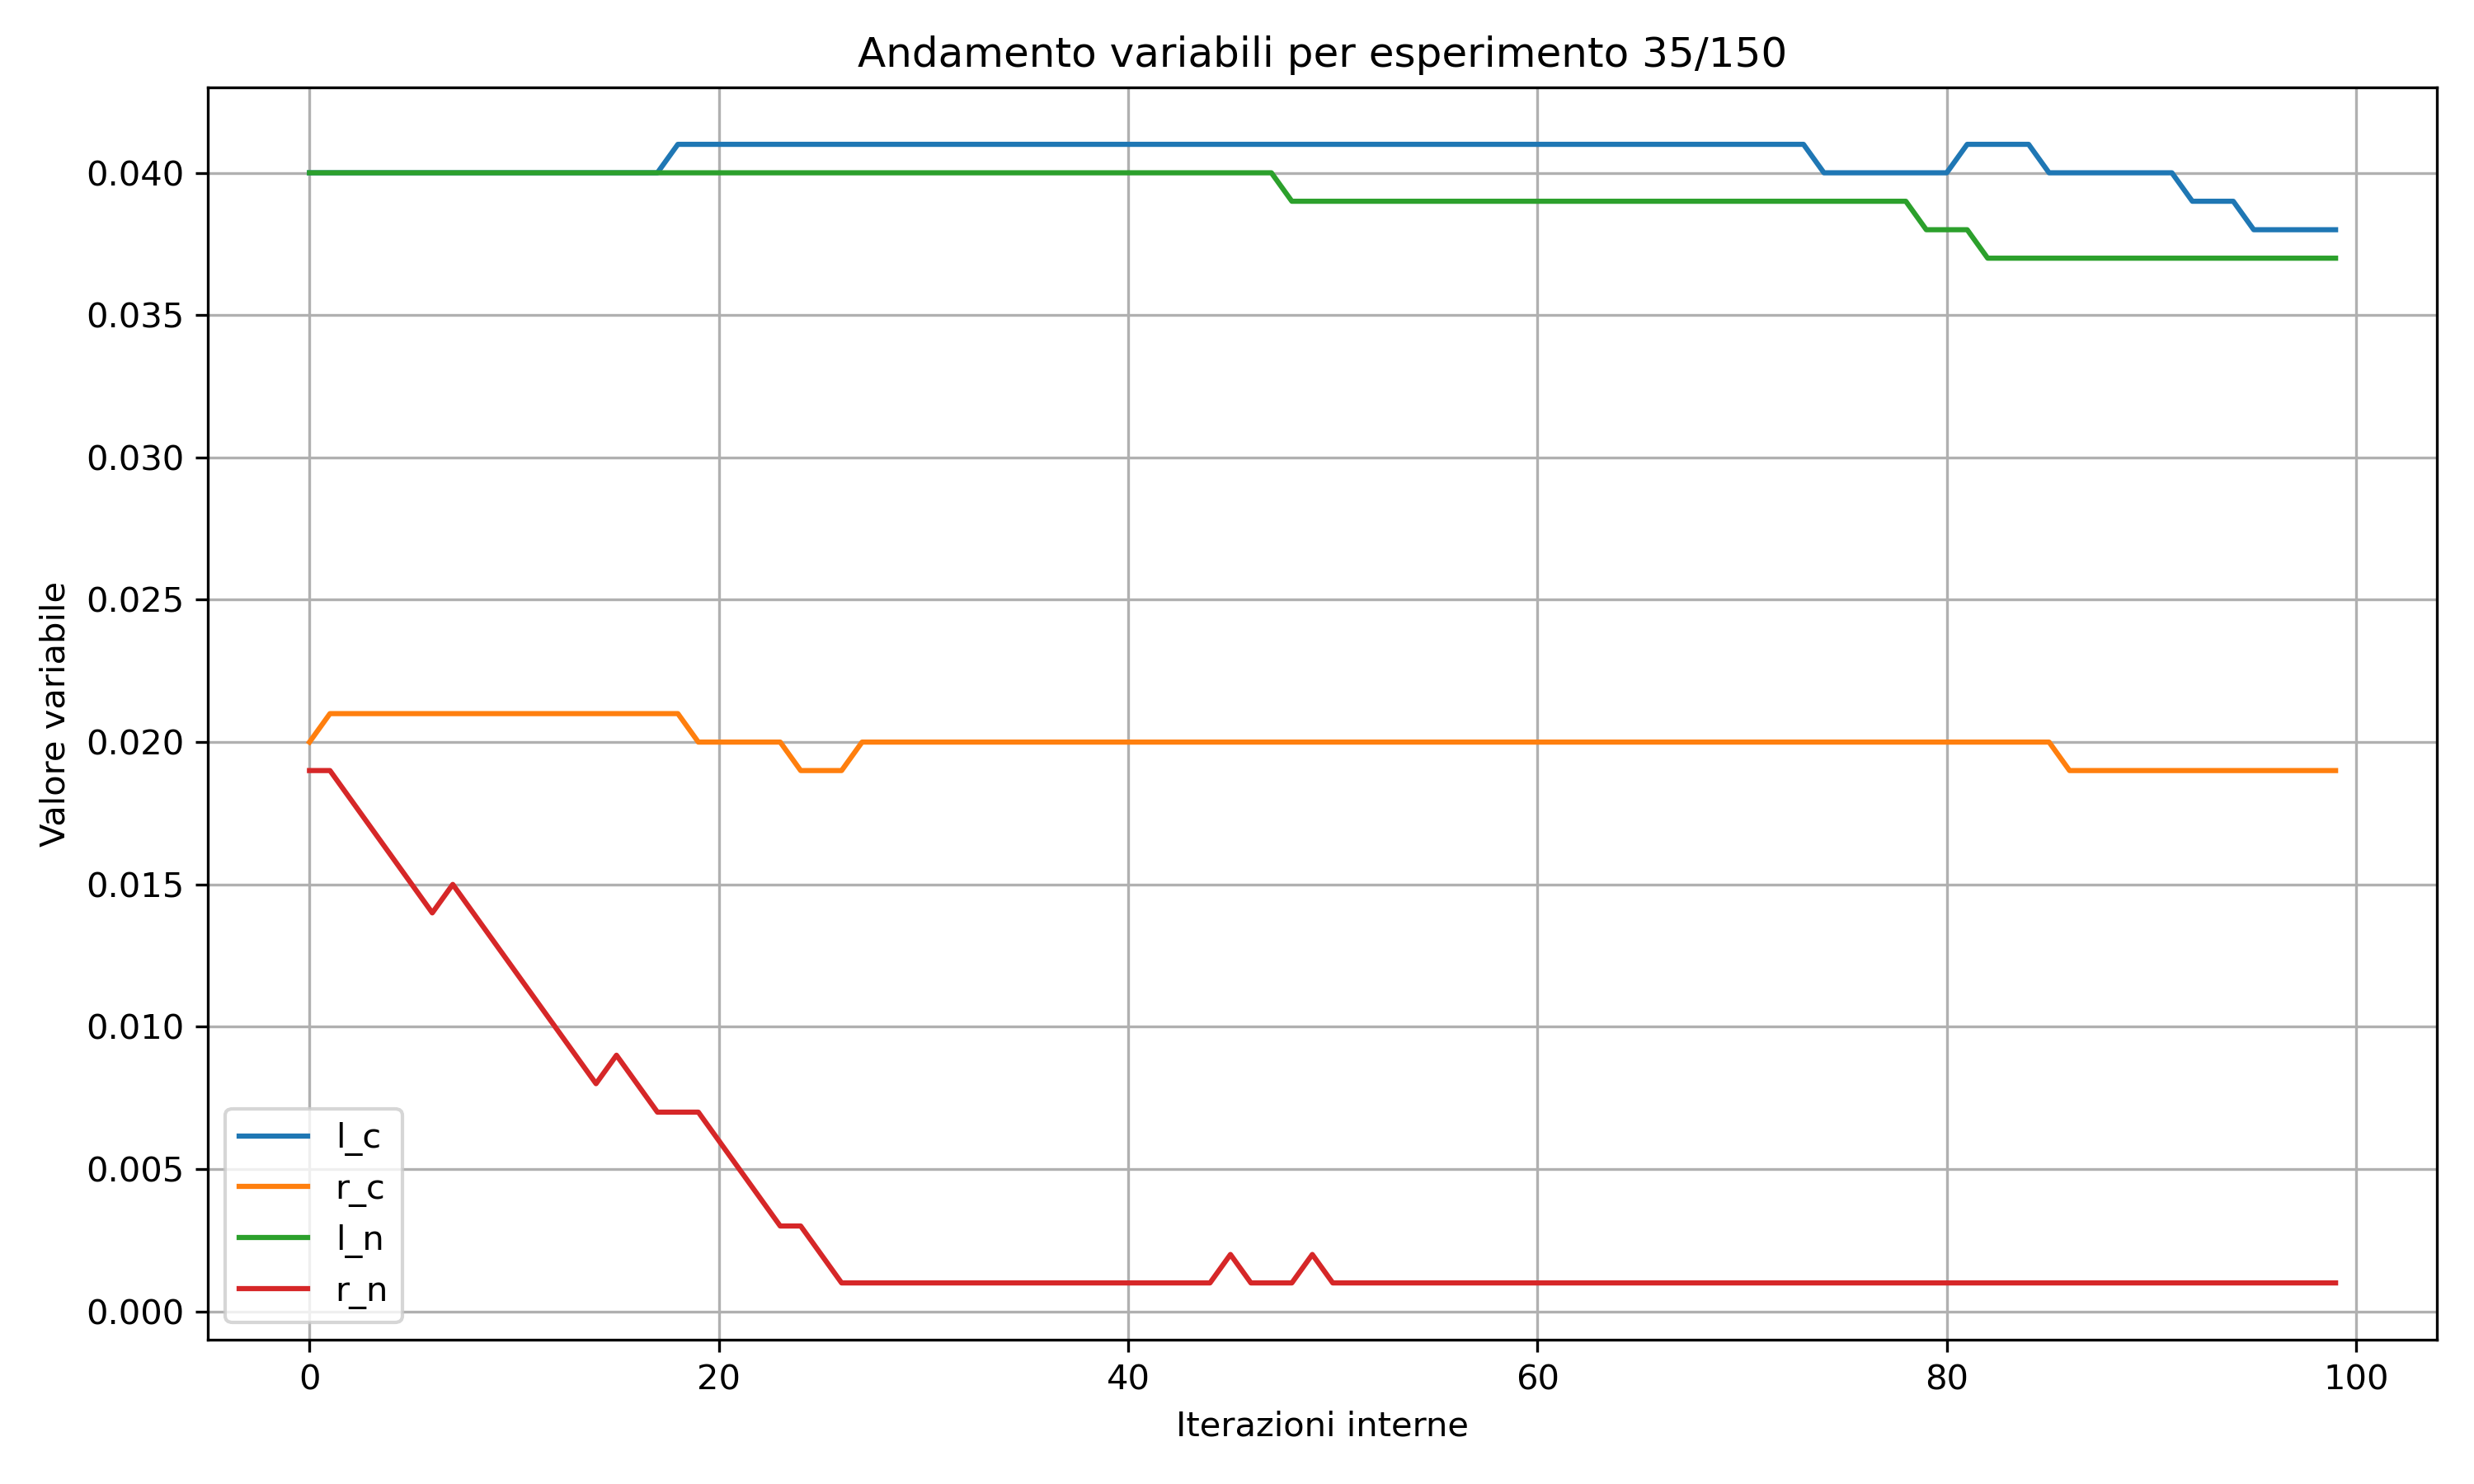 Andamento variabili per esperimento 35/150
Valore variabile
0.040
0.035
0.030
0.025
0.020
0.015
0.010
0.005
0.000
l_c
r_c
l_n
r_n
0 20 40 60 80 100
Iterazioni interne